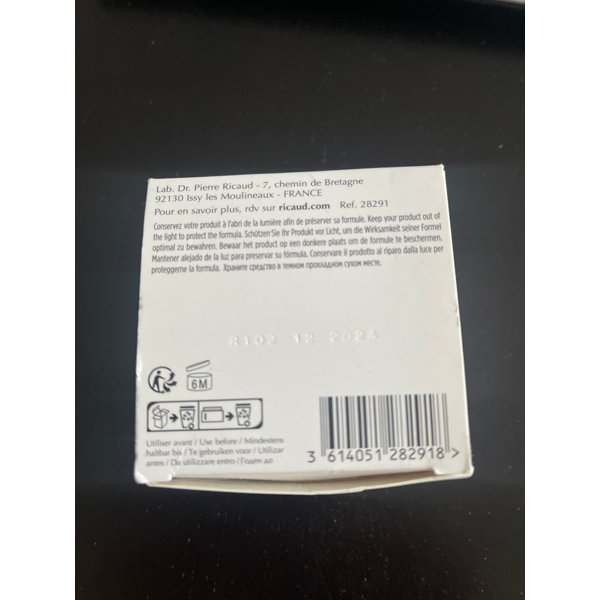 Lab. Dr. Pierre Ricaud - 7, chemin de Bretagne
92130 Issy les Moulineaux - FRANCE
Pour en savoir plus, rdv sur ricaud.com Ref. 28291
Conservez votre produit à l'abri de la lumière afin de préserver sa formule. Keep your product out of
the light to protect the formula. Schützen Sie Ihr Produkt vor Licht, um die Wirksamkeit seiner Formel
optimal zu bewahren. Bewaar het product op een donkere plaats om de formule te beschermen.
Mantener alejado de la luz para preservar su fórmula. Conservare il prodotto al riparo dalla luce per
proteggerne la formula. Храните средство в темном прохладном сухом месте.
R102 12 2024
6M
Utiliser avant / Use before / Mindestens
haltbar bis / Te gebruiken voor / Utilizar
antes / Da utilizzare entro / Годен до
3 614051 282918 >